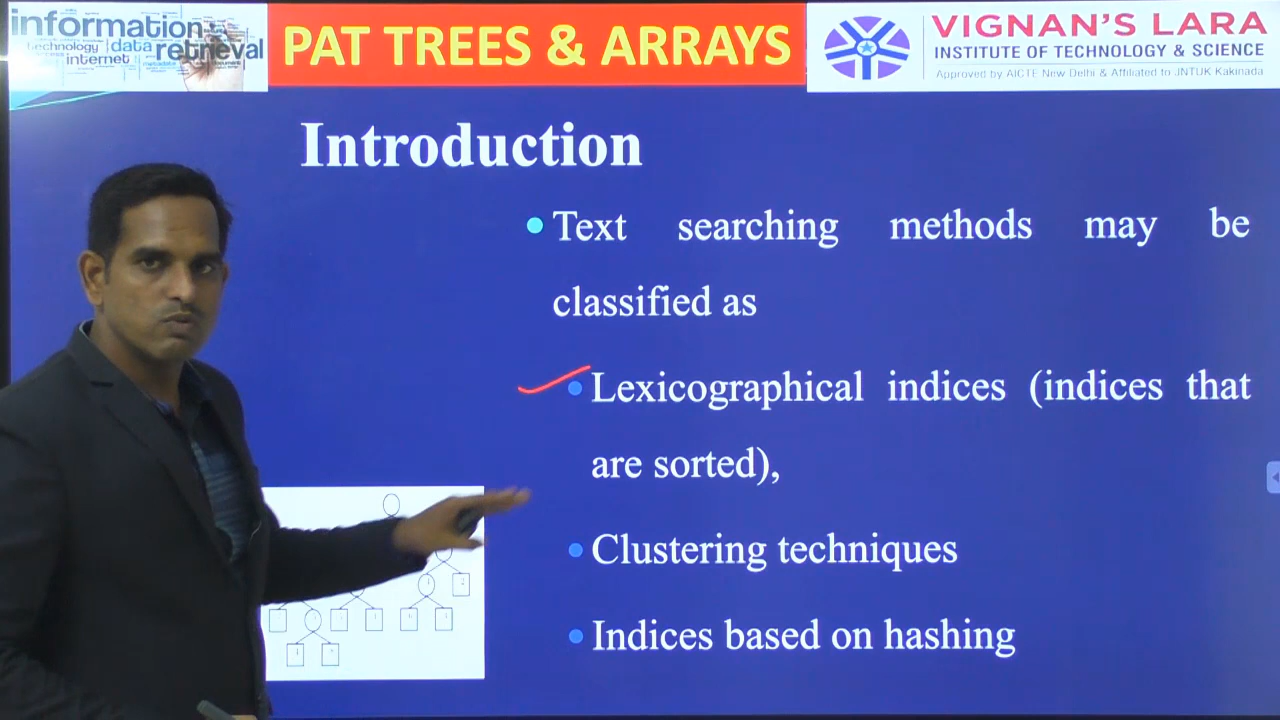 information
technology data retrieval
internet
metadata
PAT TREES & ARRAYS
VIGNAN'S LARA
INSTITUTE OF TECHNOLOGY & SCIENCE
Approved by AICTE New Delhi & Affiliated to JNTUK Kakinada
Introduction
Text searching methods may be
classified as
Lexicographical indices (indices that
are sorted),
Clustering techniques
Indices based on hashing